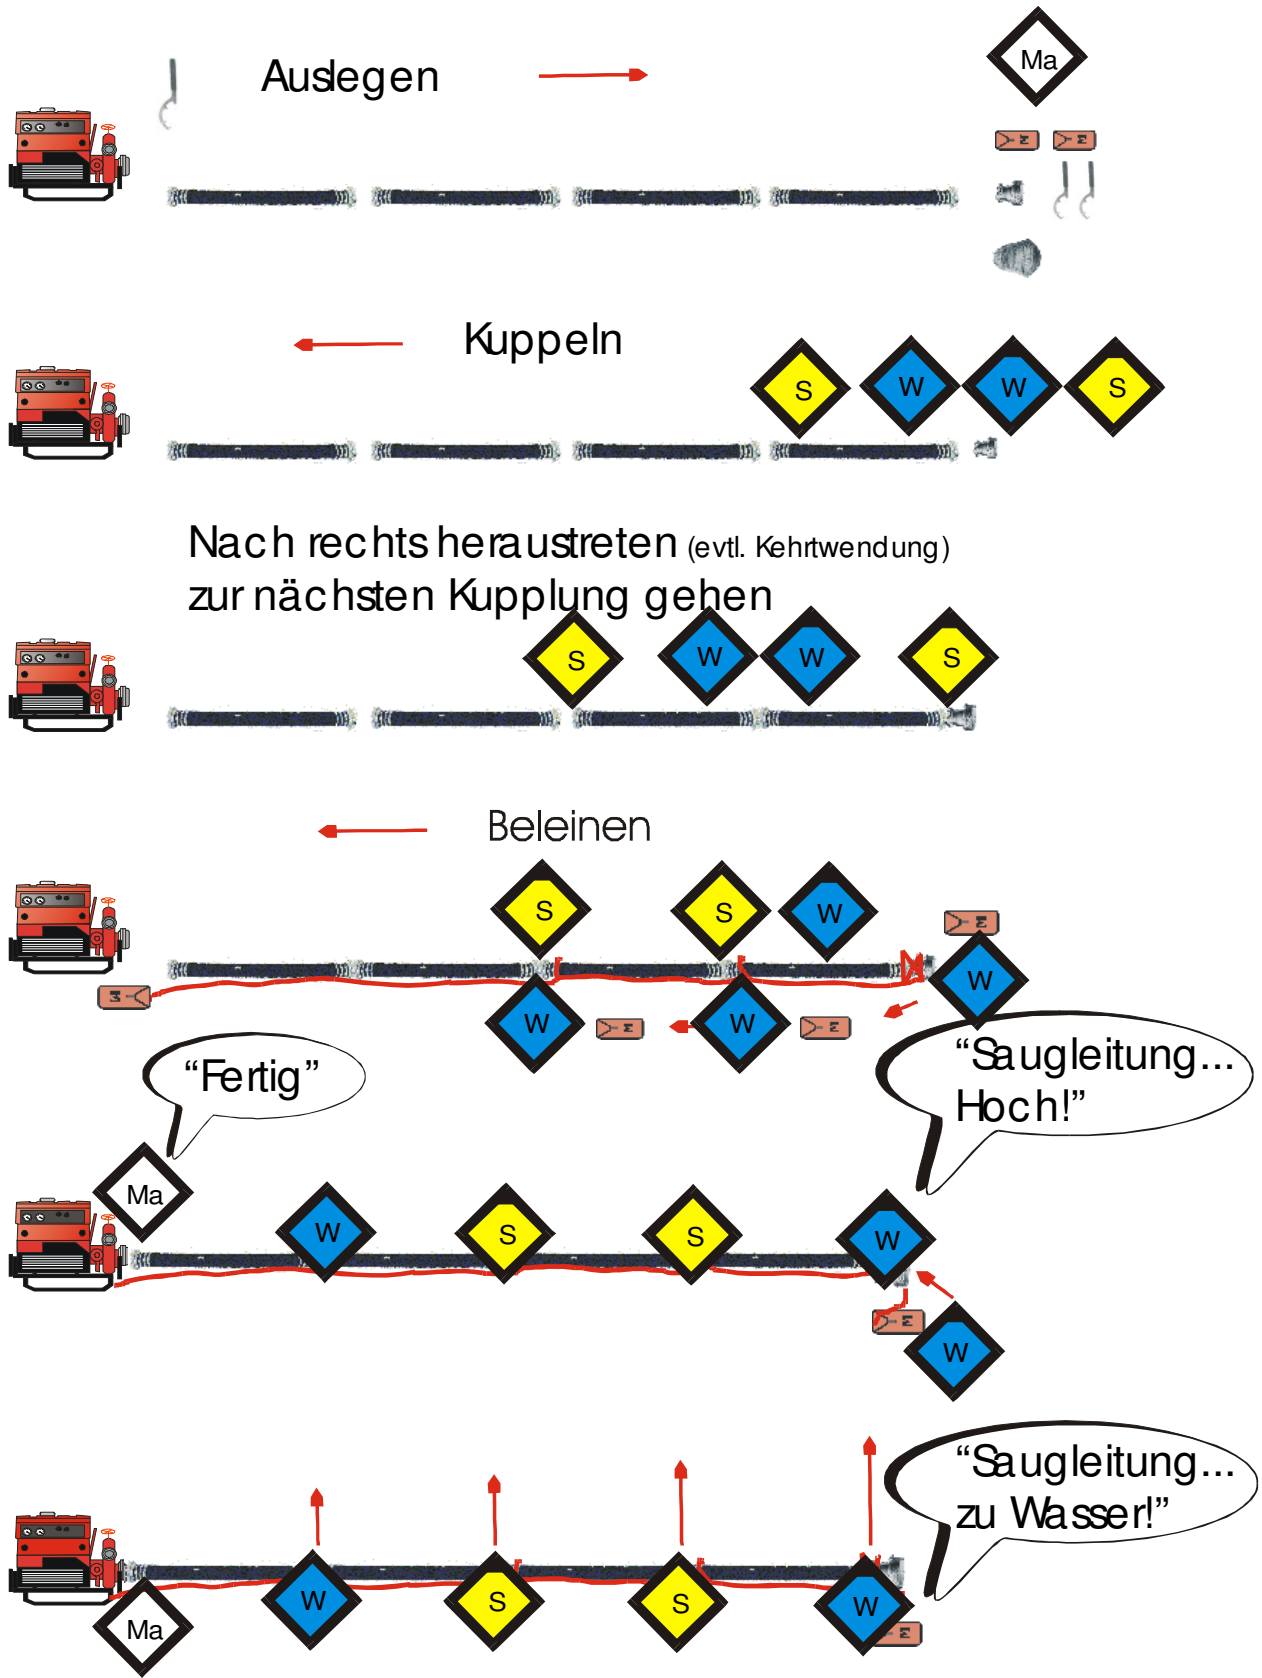 Auslegen
Ma
Kuppeln
S W W S
Nach rechts heraustreten (evtl. Kehrtwendung)
zur nächsten Kupplung gehen
S W W S
Beleinen
S S W
W
W W
"Fertig"
"Saugleitung...
Hoch!"
Ma
W S S W
W
"Saugleitung...
zu Wasser!"
W S S W
Ma